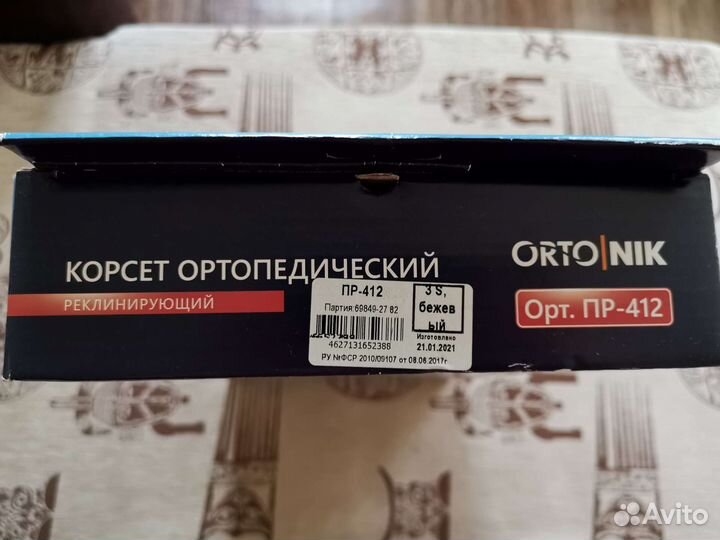 ORTO|NIK
КОРСЕТ ОРТОПЕДИЧЕСКИЙ
РЕКЛИНИРУЮЩИЙ
Орт. ПР-412
ПР-412
3 S,
бежев
ый
Партия:69849-27 82
4627131652388
Изготовлено
21.01.2021
РУ №ФСР 2010/09107 от 08.08.2017г.
Avito